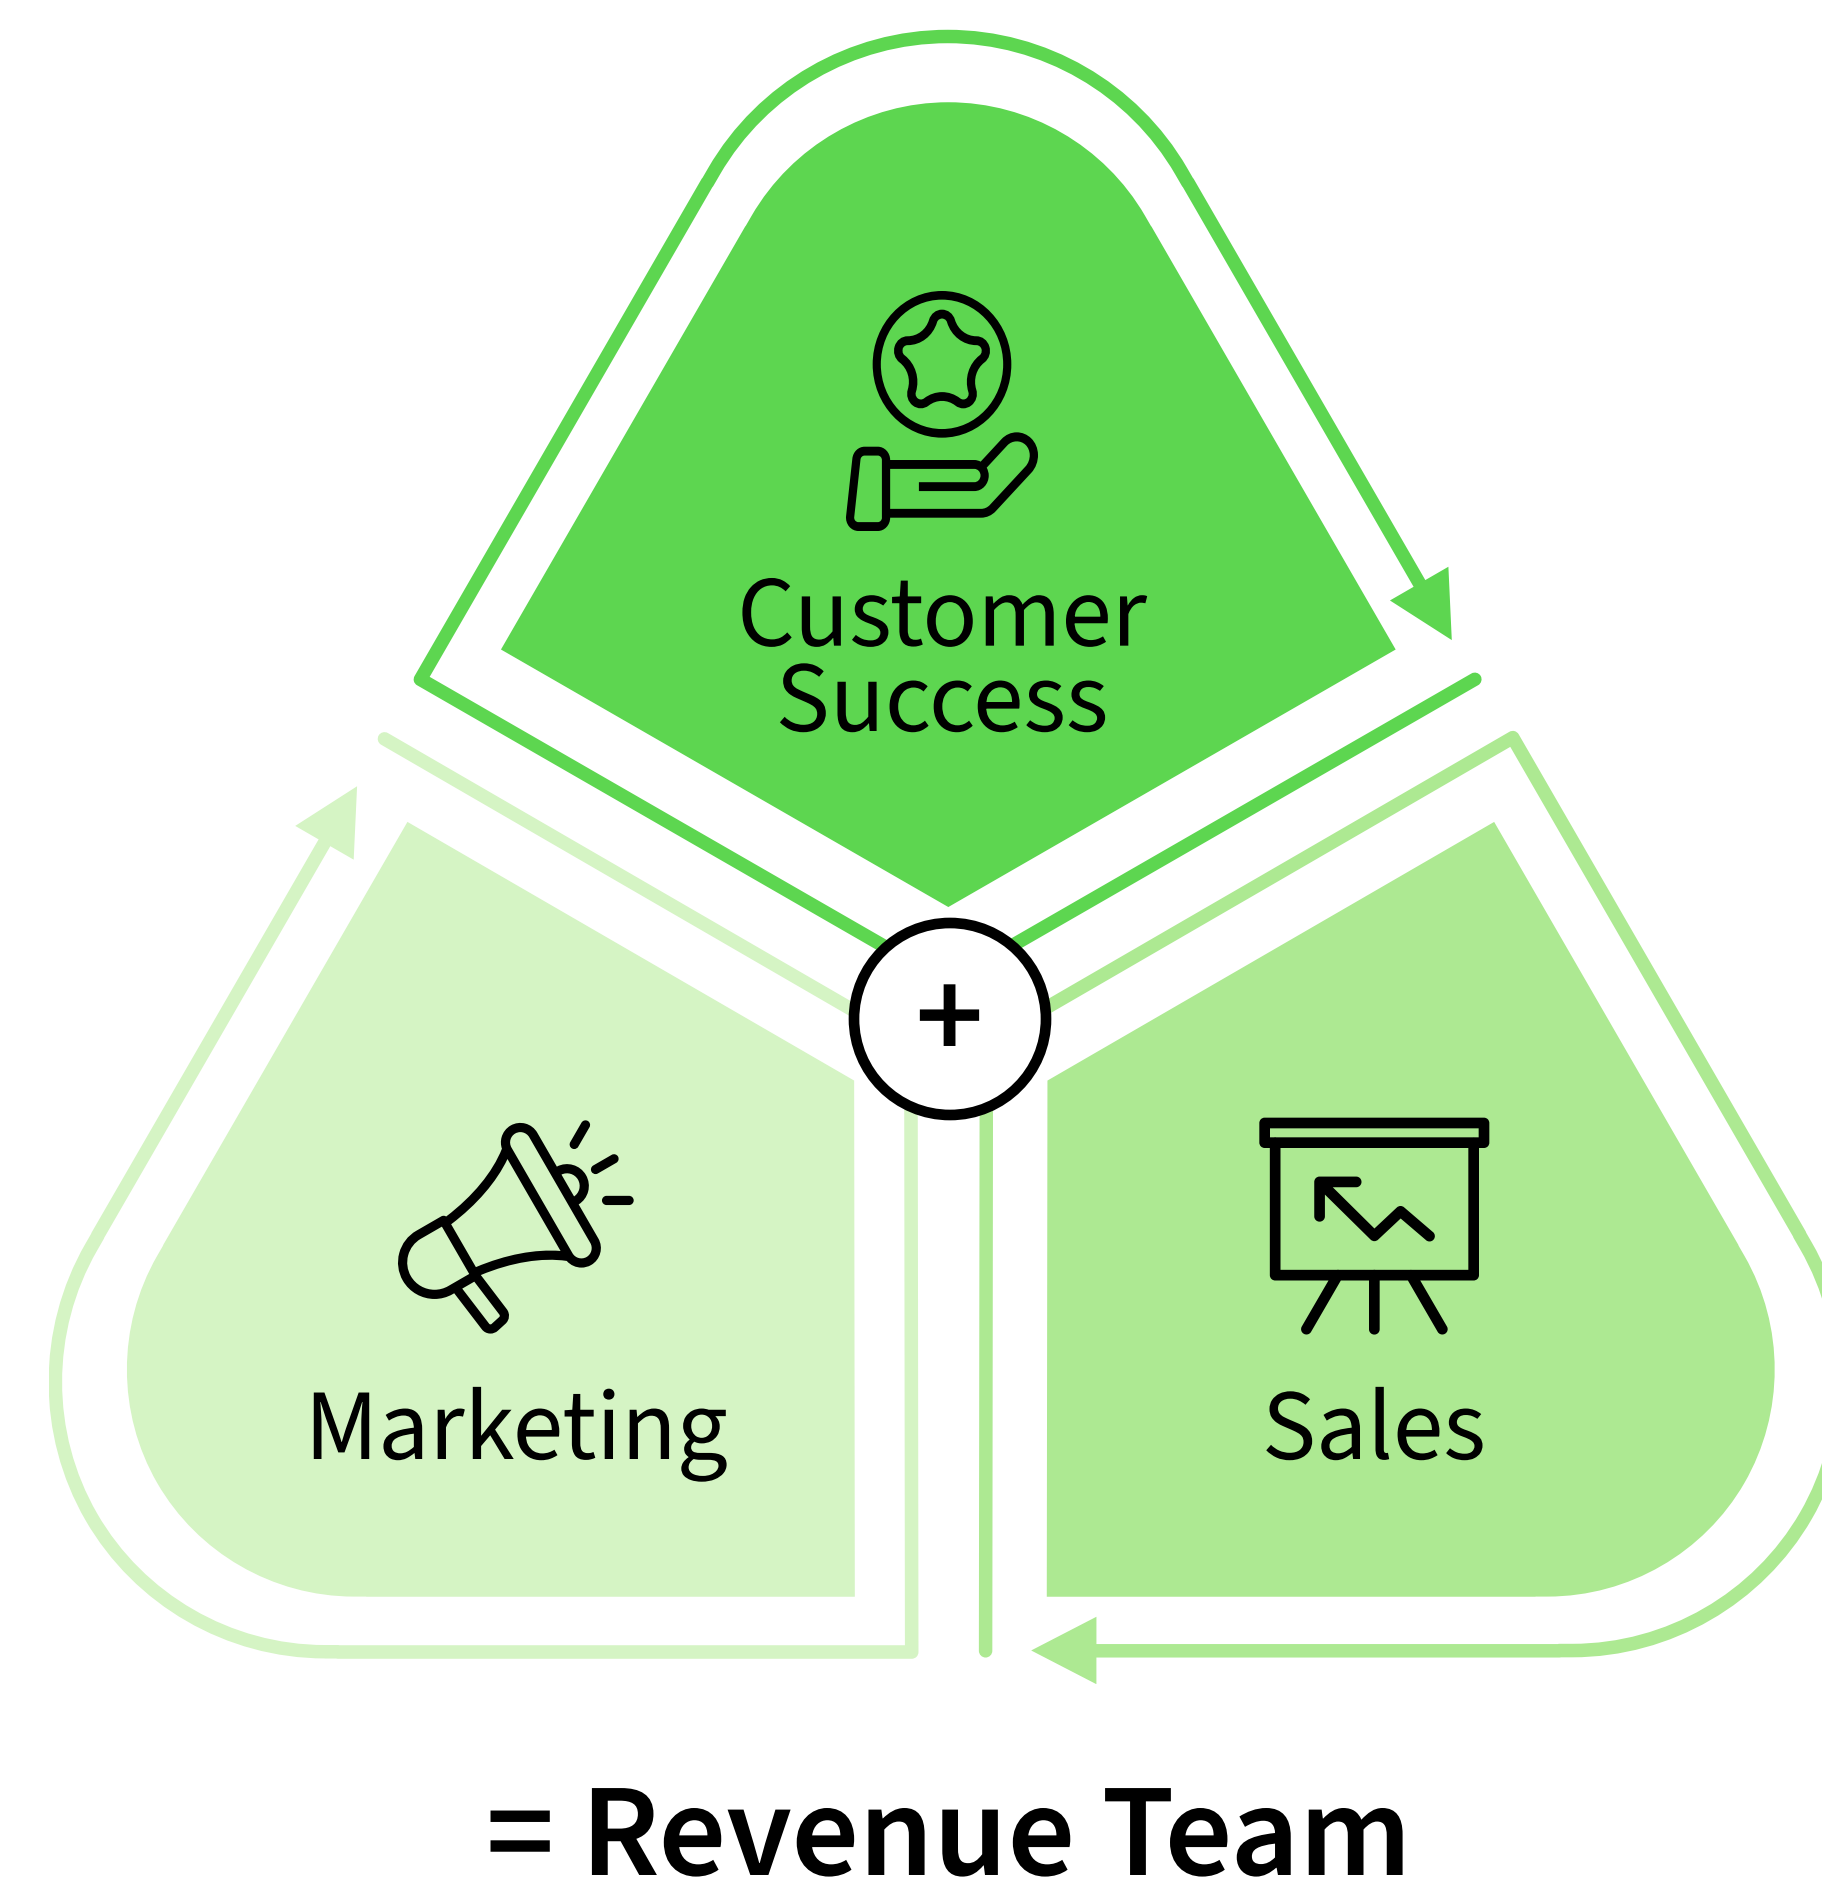 Customer
Success
+
Marketing
Sales
= Revenue Team